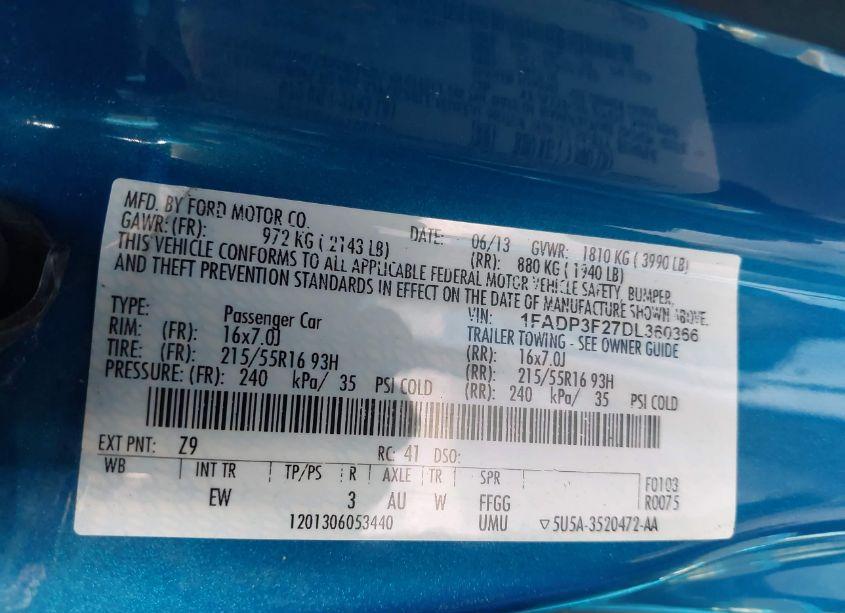 MFD. BY FORD MOTOR CO.
DATE: 06/13 GVWR: 1810 KG ( 3990 LB)
GAWR: (FR): 972 KG ( 2143 LB) (RR): 880 KG ( 1940 LB)
THIS VEHICLE CONFORMS TO ALL APPLICABLE FEDERAL MOTOR VEHICLE SAFETY, BUMPER,
AND THEFT PREVENTION STANDARDS IN EFFECT ON THE DATE OF MANUFACTURE SHOWN ABOVE.
VIN: 1FADP3F27DL360366
TYPE: Passenger Car TRAILER TOWING - SEE OWNER GUIDE
RIM: (FR): 16x7.0J (RR): 16x7.0J
TIRE: (FR): 215/55R16 93H (RR): 215/55R16 93H
PRESSURE: (FR): 240 kPa/ 35 PSI COLD (RR): 240 kPa/ 35 PSI COLD
EXT PNT: Z9 RC: 41 DSO:
WB INT TR TP/PS R AXLE TR SPR F0103
EW 3 AU W FFGG R0075
1201306053440 UMU ▽5U5A-3520472-AA